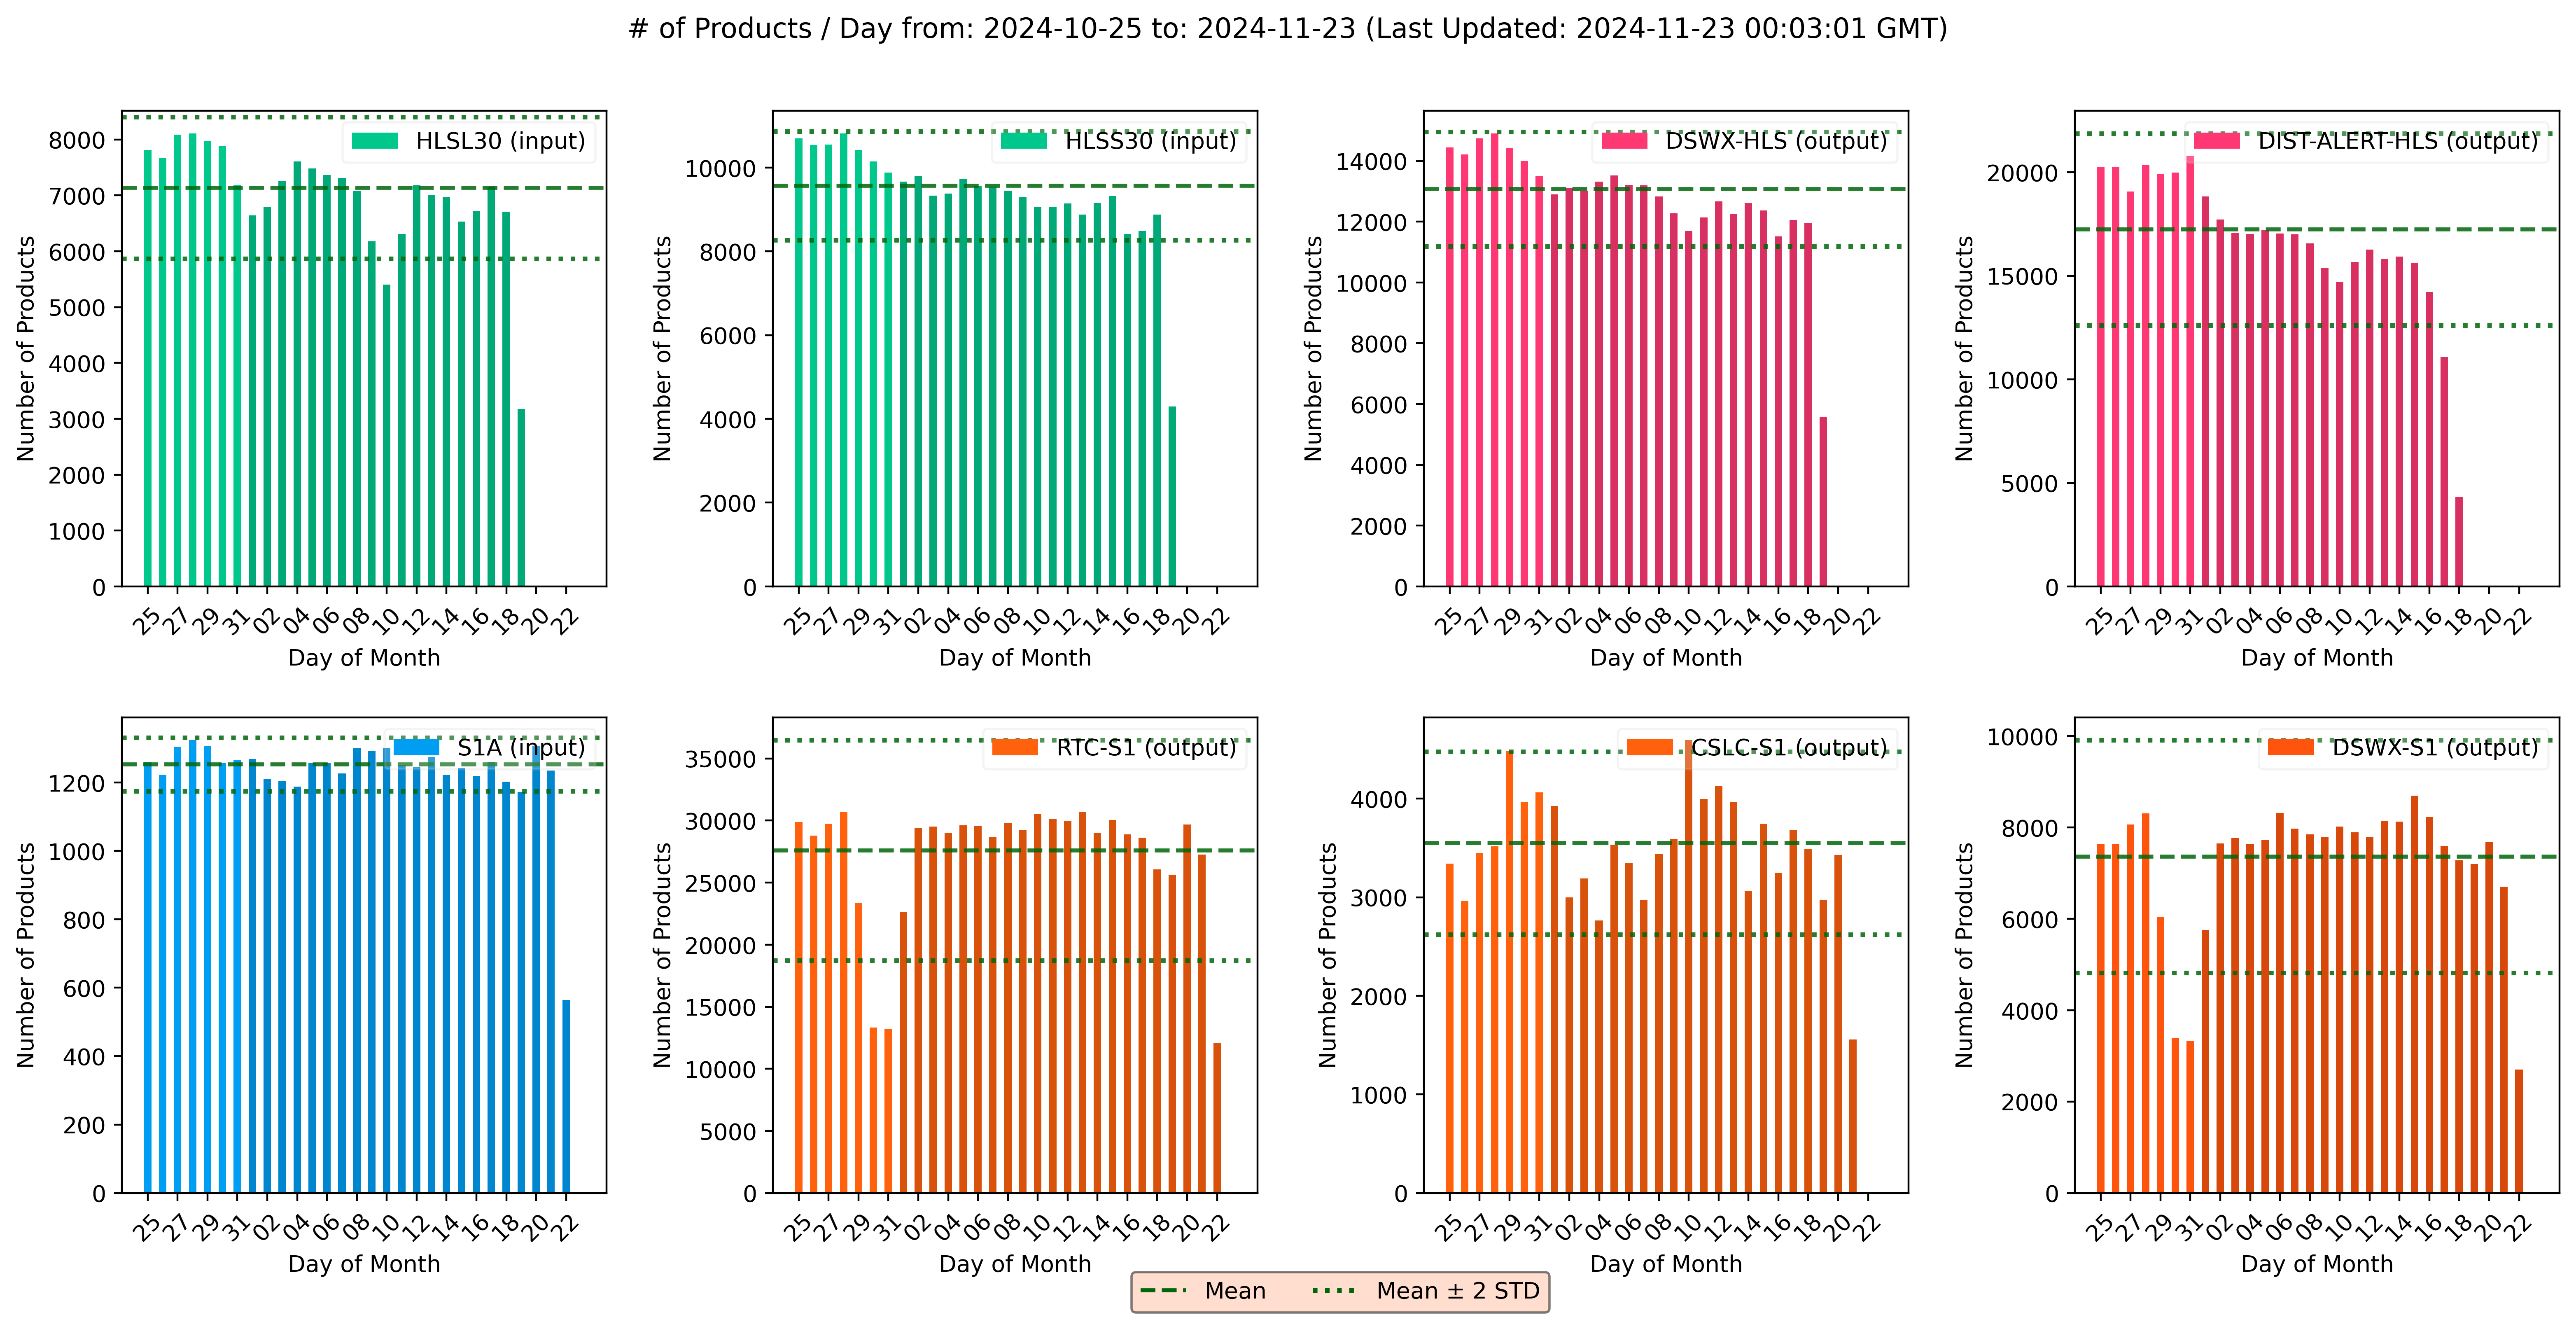 # of Products / Day from: 2024-10-25 to: 2024-11-23 (Last Updated: 2024-11-23 00:03:01 GMT)
HLSL30 (input)
Number of Products
8000
7000
6000
5000
4000
3000
2000
1000
0
25 27 29 31 02 04 06 08 10 12 14 16 18 20 22
Day of Month
HLSS30 (input)
Number of Products
10000
8000
6000
4000
2000
0
25 27 29 31 02 04 06 08 10 12 14 16 18 20 22
Day of Month
DSWX-HLS (output)
Number of Products
14000
12000
10000
8000
6000
4000
2000
0
25 27 29 31 02 04 06 08 10 12 14 16 18 20 22
Day of Month
DIST-ALERT-HLS (output)
Number of Products
20000
15000
10000
5000
0
25 27 29 31 02 04 06 08 10 12 14 16 18 20 22
Day of Month
S1A (input)
Number of Products
1200
1000
800
600
400
200
0
25 27 29 31 02 04 06 08 10 12 14 16 18 20 22
Day of Month
RTC-S1 (output)
Number of Products
35000
30000
25000
20000
15000
10000
5000
0
25 27 29 31 02 04 06 08 10 12 14 16 18 20 22
Day of Month
CSLC-S1 (output)
Number of Products
4000
3000
2000
1000
0
25 27 29 31 02 04 06 08 10 12 14 16 18 20 22
Day of Month
DSWX-S1 (output)
Number of Products
10000
8000
6000
4000
2000
0
25 27 29 31 02 04 06 08 10 12 14 16 18 20 22
Day of Month
Mean
Mean ± 2 STD